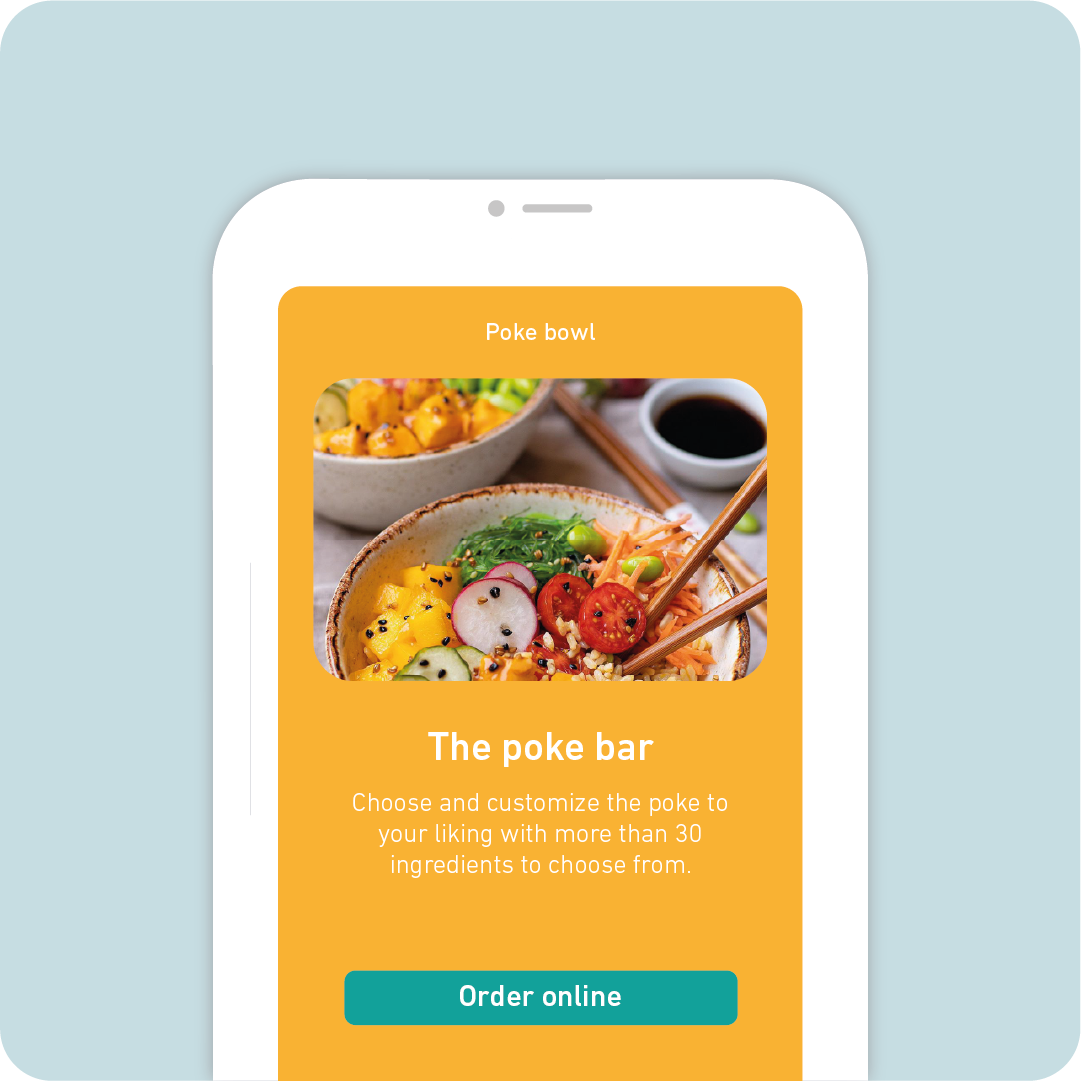 Poke bowl
The poke bar
Choose and customize the poke to
your liking with more than 30
ingredients to choose from.
Order online